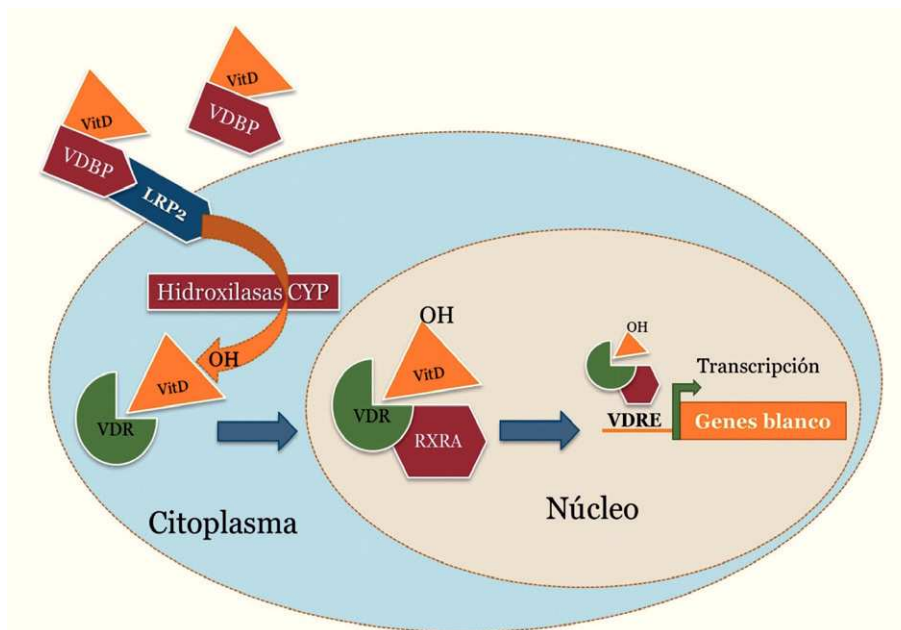 VitD
VDBP
VitD
VDBP
LRP2
Hidroxilasas CYP
OH
VitD
VDR
OH
VitD
VDR
RXRA
OH
VDRE
Transcripción
Genes blanco
Citoplasma
Núcleo